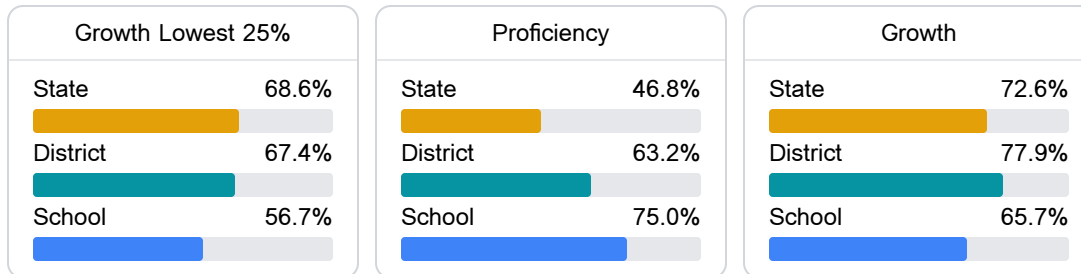 Growth Lowest 25%
State 68.6%
District 67.4%
School 56.7%
Proficiency
State 46.8%
District 63.2%
School 75.0%
Growth
State 72.6%
District 77.9%
School 65.7%